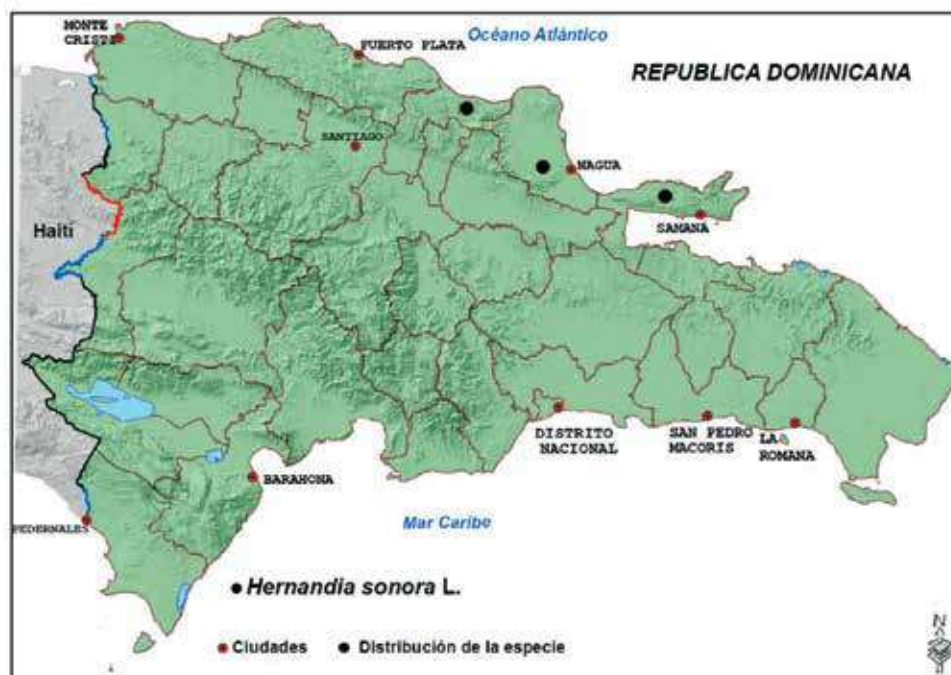 MONTE
CRISTI
PUERTO PLATA
Océano Atlántico
REPUBLICA DOMINICANA
SANTIAGO
NAGUA
SAMANA
Haití
DISTRITO
NACIONAL
SAN PEDRO
MACORIS
LA
ROMANA
BARAHONA
PEDERNALES
Mar Caribe
Hernandia sonora L.
Ciudades
Distribución de la especie
N